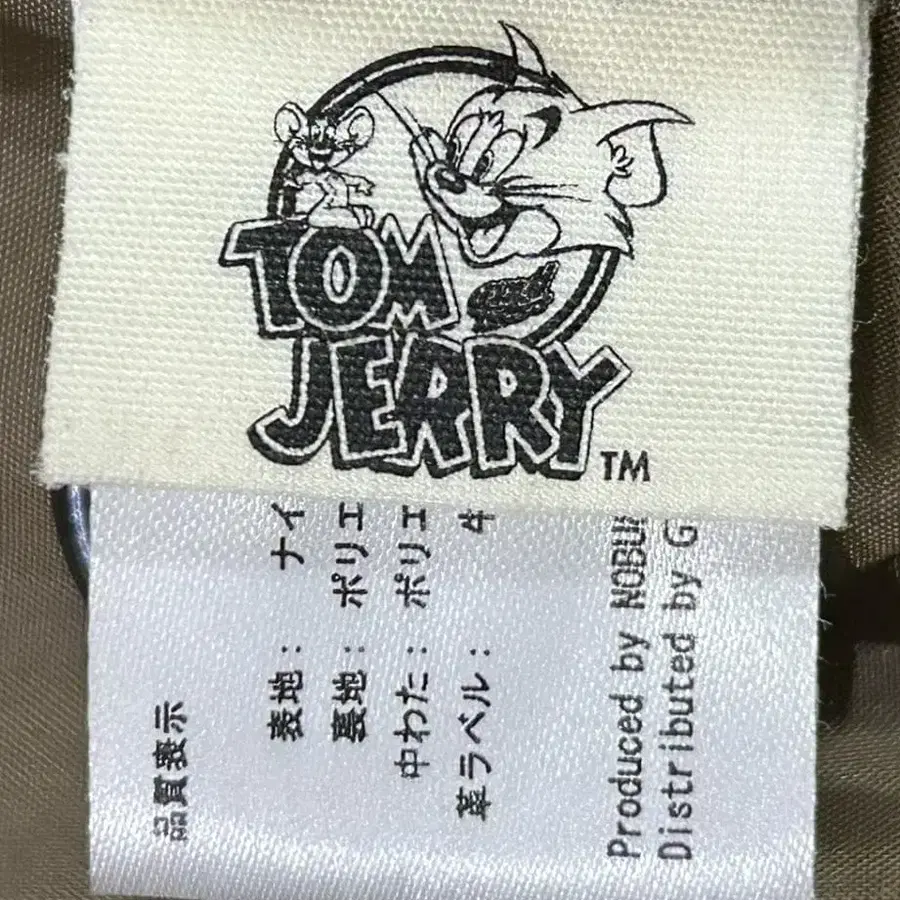 TOM
and
JERRY
TM
品質表示
表地： ナイ
裏地： ポリエ
中わた： ポリエ
革ラベル： 牛
Produced by NOBU
Distributed by G